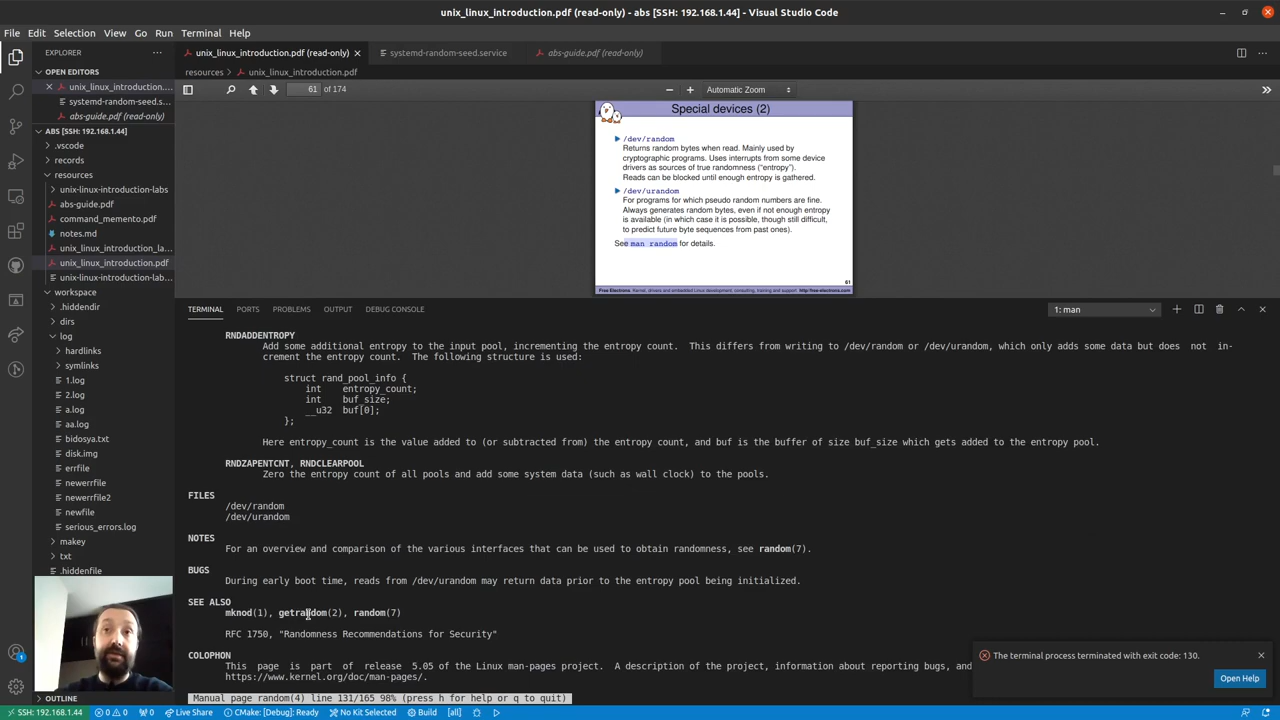 unix_linux_introduction.pdf (read-only) - abs [SSH: 192.168.1.44] - Visual Studio Code
File Edit Selection View Go Run Terminal Help
EXPLORER
OPEN EDITORS
unix_linux_introduction....
systemd-random-seed.s...
abs-guide.pdf (read-only)
ABS [SSH: 192.168.1.44]
.vscode
records
resources
unix-linux-introduction-labs
abs-guide.pdf
command_memento.pdf
notes.md
unix_linux_introduction_la...
unix_linux_introduction.pdf
unix-linux-introduction-lab...
workspace
.hiddendir
dirs
log
hardlinks
symlinks
1.log
2.log
a.log
aa.log
bidosya.txt
disk.img
errfile
newerrfile
newerrfile2
newfile
serious_errors.log
makey
txt
.hiddenfile
OUTLINE
unix_linux_introduction.pdf (read-only)
systemd-random-seed.service
abs-guide.pdf (read-only)
resources > unix_linux_introduction.pdf
61 of 174
Automatic Zoom
Special devices (2)
/dev/random
Returns random bytes when read. Mainly used by
cryptographic programs. Uses interrupts from some device
drivers as sources of true randomness (“entropy”).
Reads can be blocked until enough entropy is gathered.
/dev/urandom
For programs for which pseudo random numbers are fine.
Always generates random bytes, even if not enough entropy
is available (in which case it is possible, though still difficult,
to predict future byte sequences from past ones).
See man random for details.
61
Free Electrons. Kernel, drivers and embedded Linux development, consulting, training and support. http://free-electrons.com
TERMINAL PORTS PROBLEMS OUTPUT DEBUG CONSOLE
1: man
RNDADDENTROPY
Add some additional entropy to the input pool, incrementing the entropy count. This differs from writing to /dev/random or /dev/urandom, which only adds some data but does not in-
crement the entropy count. The following structure is used:
struct rand_pool_info {
int entropy_count;
int buf_size;
__u32 buf[0];
};
Here entropy_count is the value added to (or subtracted from) the entropy count, and buf is the buffer of size buf_size which gets added to the entropy pool.
RNDZAPENTCNT, RNDCLEARPOOL
Zero the entropy count of all pools and add some system data (such as wall clock) to the pools.
FILES
/dev/random
/dev/urandom
NOTES
For an overview and comparison of the various interfaces that can be used to obtain randomness, see random(7).
BUGS
During early boot time, reads from /dev/urandom may return data prior to the entropy pool being initialized.
SEE ALSO
mknod(1), getrandom(2), random(7)
RFC 1750, "Randomness Recommendations for Security"
COLOPHON
This page is part of release 5.05 of the Linux man-pages project. A description of the project, information about reporting bugs, and
https://www.kernel.org/doc/man-pages/.
Manual page random(4) line 131/165 98% (press h for help or q to quit)
The terminal process terminated with exit code: 130.
Open Help
1
SSH: 192.168.1.44 0 0 0 Live Share CMake: [Debug]: Ready No Kit Selected Build [all]